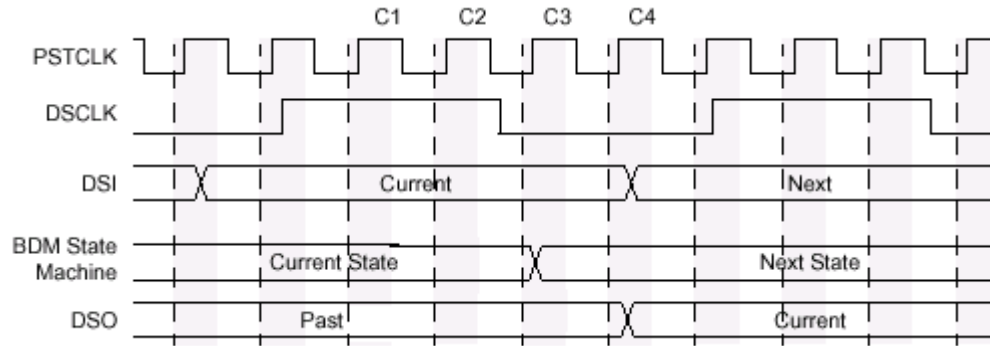 C1 C2 C3 C4
PSTCLK
DSCLK
DSI Current Next
BDM State
Machine Current State Next State
DSO Past Current